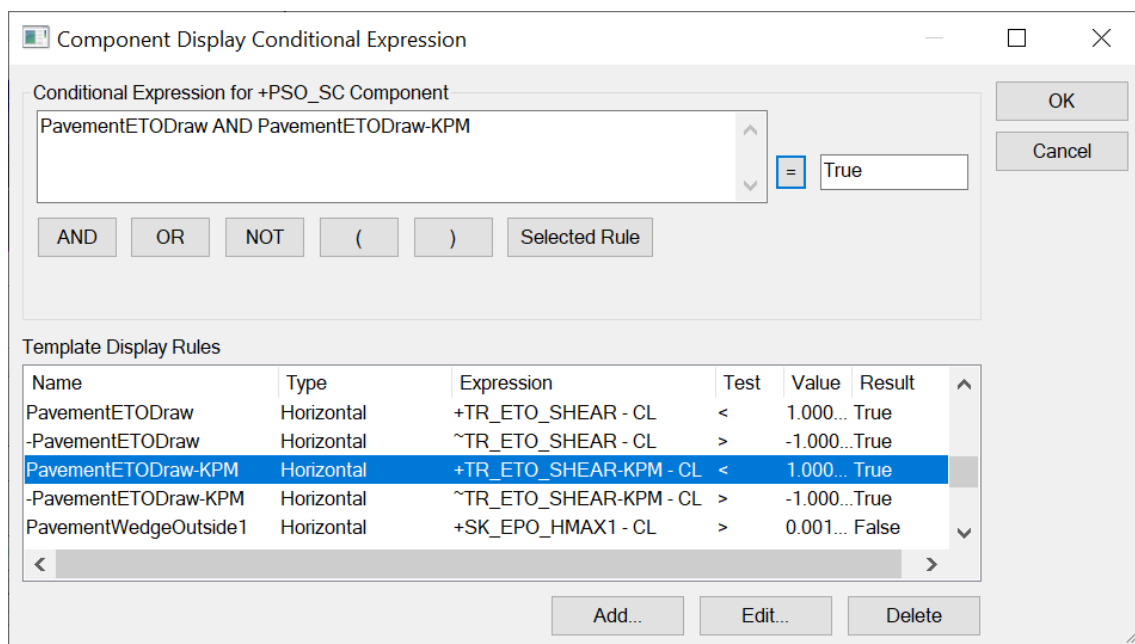 Component Display Conditional Expression
Conditional Expression for +PSO_SC Component
PavementETODraw AND PavementETODraw-KPM
= True
OK
Cancel
AND OR NOT ( ) Selected Rule
Template Display Rules
Name Type Expression Test Value Result
PavementETODraw Horizontal +TR_ETO_SHEAR - CL < 1.000... True
-PavementETODraw Horizontal ~TR_ETO_SHEAR - CL > -1.000... True
PavementETODraw-KPM Horizontal +TR_ETO_SHEAR-KPM - CL < 1.000... True
-PavementETODraw-KPM Horizontal ~TR_ETO_SHEAR-KPM - CL > -1.000... True
PavementWedgeOutside1 Horizontal +SK_EPO_HMAX1 - CL > 0.001... False
Add... Edit... Delete